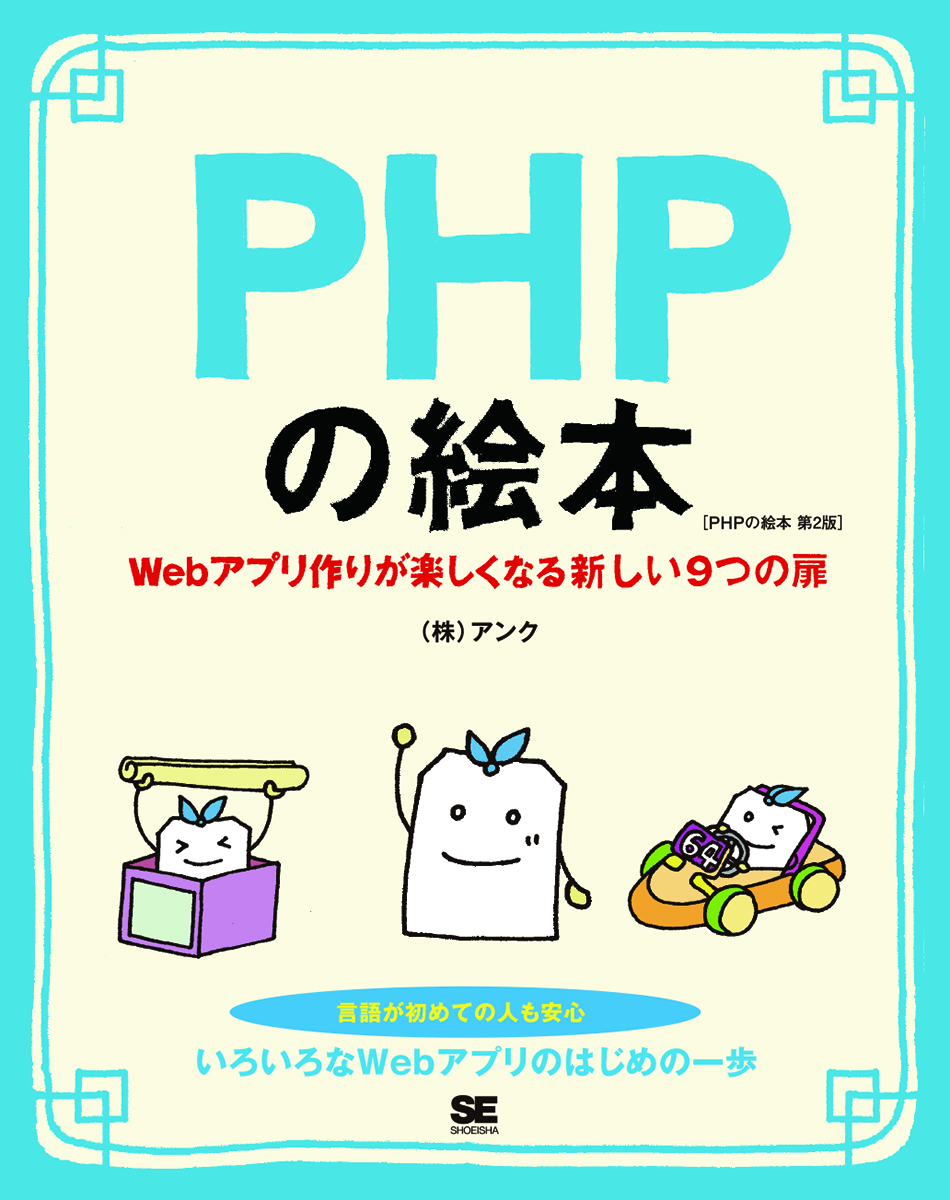 PHP
の絵本
[PHPの絵本 第2版]
Webアプリ作りが楽しくなる新しい9つの扉
(株)アンク
64
言語が初めての人も安心
いろいろなWebアプリのはじめの一歩
SE
SHOEISHA